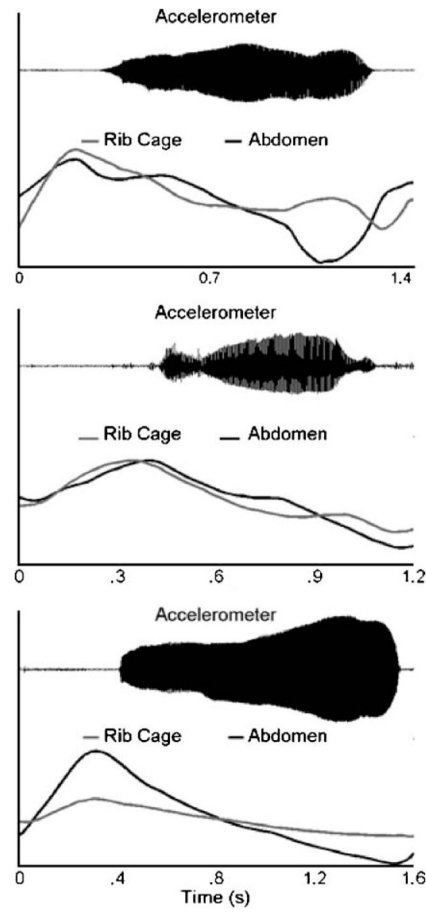 Accelerometer
Rib Cage Abdomen
0 0.7 1.4
Accelerometer
Rib Cage Abdomen
0 .3 .6 .9 1.2
Accelerometer
Rib Cage Abdomen
0 .4 .8 1.2 1.6
Time (s)